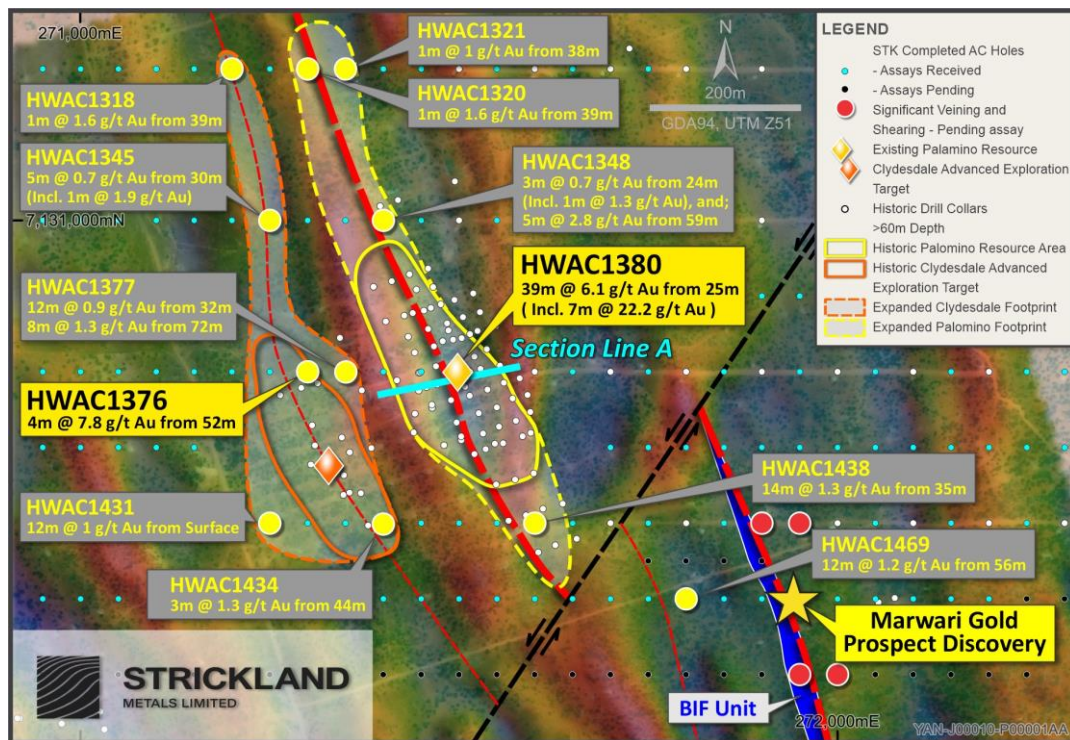 271,000mE
HWAC1321
1m @ 1 g/t Au from 38m
HWAC1318
1m @ 1.6 g/t Au from 39m
HWAC1320
1m @ 1.6 g/t Au from 39m
N
200m
GDA94, UTM Z51
HWAC1345
5m @ 0.7 g/t Au from 30m
(Incl. 1m @ 1.9 g/t Au)
HWAC1348
3m @ 0.7 g/t Au from 24m
(Incl. 1m @ 1.3 g/t Au), and;
5m @ 2.8 g/t Au from 59m
7,131,000mN
HWAC1377
12m @ 0.9 g/t Au from 32m
8m @ 1.3 g/t Au from 72m
HWAC1380
39m @ 6.1 g/t Au from 25m
( Incl. 7m @ 22.2 g/t Au )
Section Line A
HWAC1376
4m @ 7.8 g/t Au from 52m
HWAC1438
14m @ 1.3 g/t Au from 35m
HWAC1431
12m @ 1 g/t Au from Surface
HWAC1469
12m @ 1.2 g/t Au from 56m
HWAC1434
3m @ 1.3 g/t Au from 44m
Marwari Gold
Prospect Discovery
BIF Unit
272,000mE
STRICKLAND
METALS LIMITED
YAN-J00010-P00091AA
LEGEND
STK Completed AC Holes
- Assays Received
- Assays Pending
Significant Veining and
Shearing - Pending assay
Existing Palamino Resource
Clydesdale Advanced Exploration
Target
Historic Drill Collars
>60m Depth
Historic Palomino Resource Area
Historic Clydesdale Advanced
Exploration Target
Expanded Clydesdale Footprint
Expanded Palomino Footprint